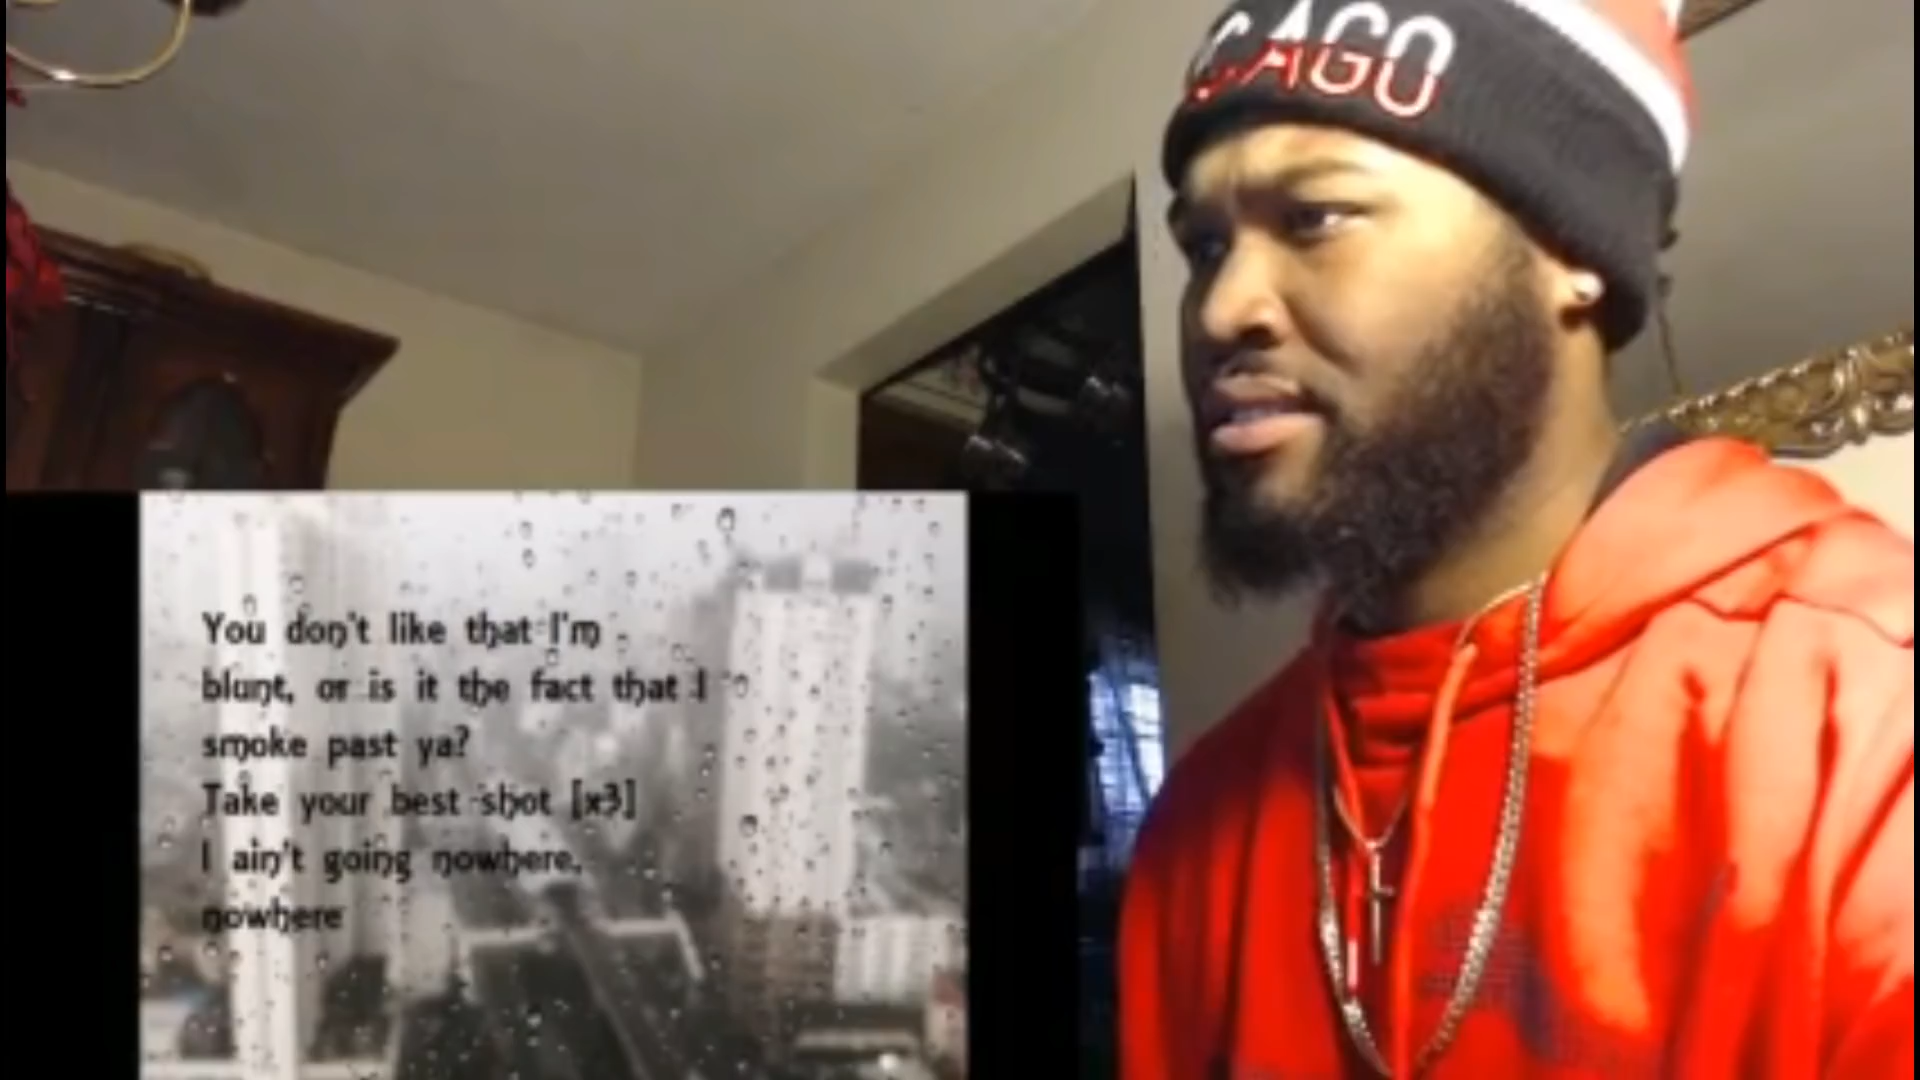 CAGO
You don't like that I'm
blunt, or is it the fact that I
smoke past ya?
Take your best shot [x3]
I ain't going nowhere,
nowhere